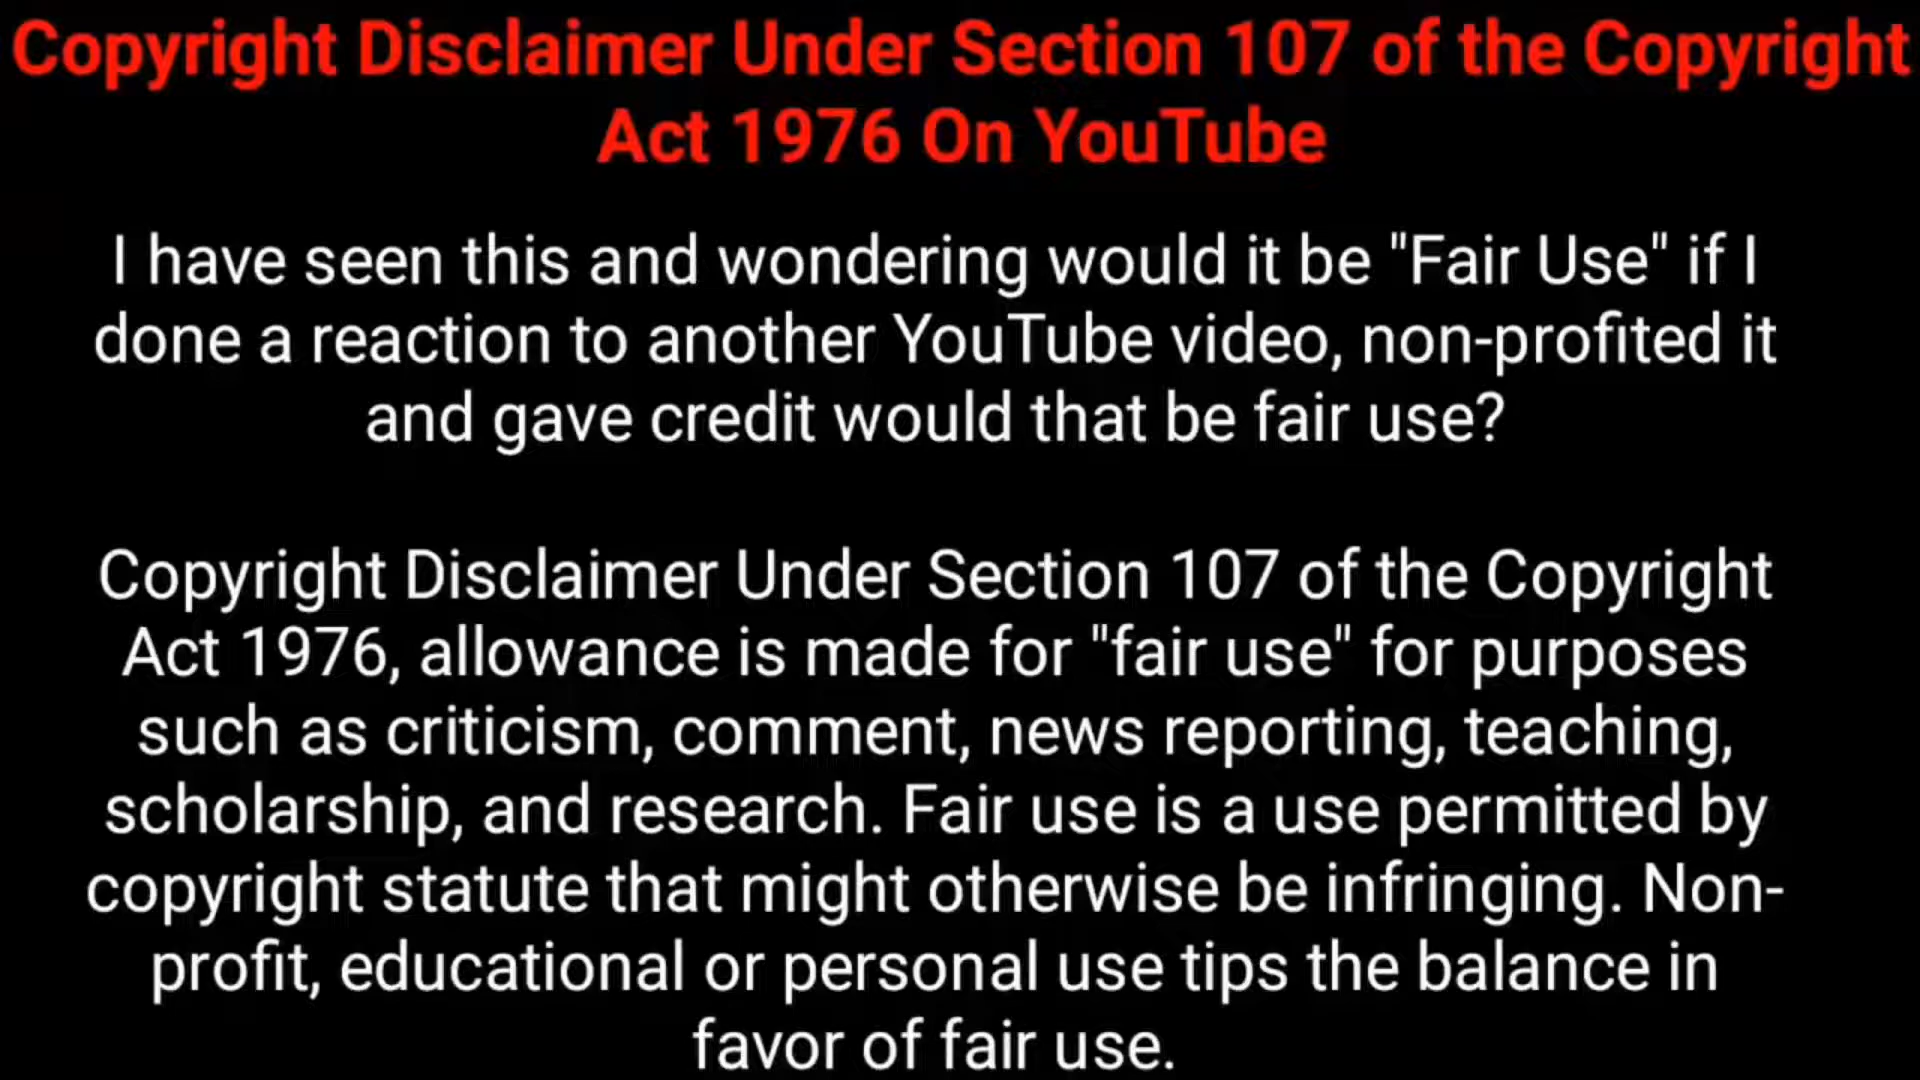 Copyright Disclaimer Under Section 107 of the Copyright
Act 1976 On YouTube
I have seen this and wondering would it be "Fair Use" if I
done a reaction to another YouTube video, non-profited it
and gave credit would that be fair use?
Copyright Disclaimer Under Section 107 of the Copyright
Act 1976, allowance is made for "fair use" for purposes
such as criticism, comment, news reporting, teaching,
scholarship, and research. Fair use is a use permitted by
copyright statute that might otherwise be infringing. Non-
profit, educational or personal use tips the balance in
favor of fair use.